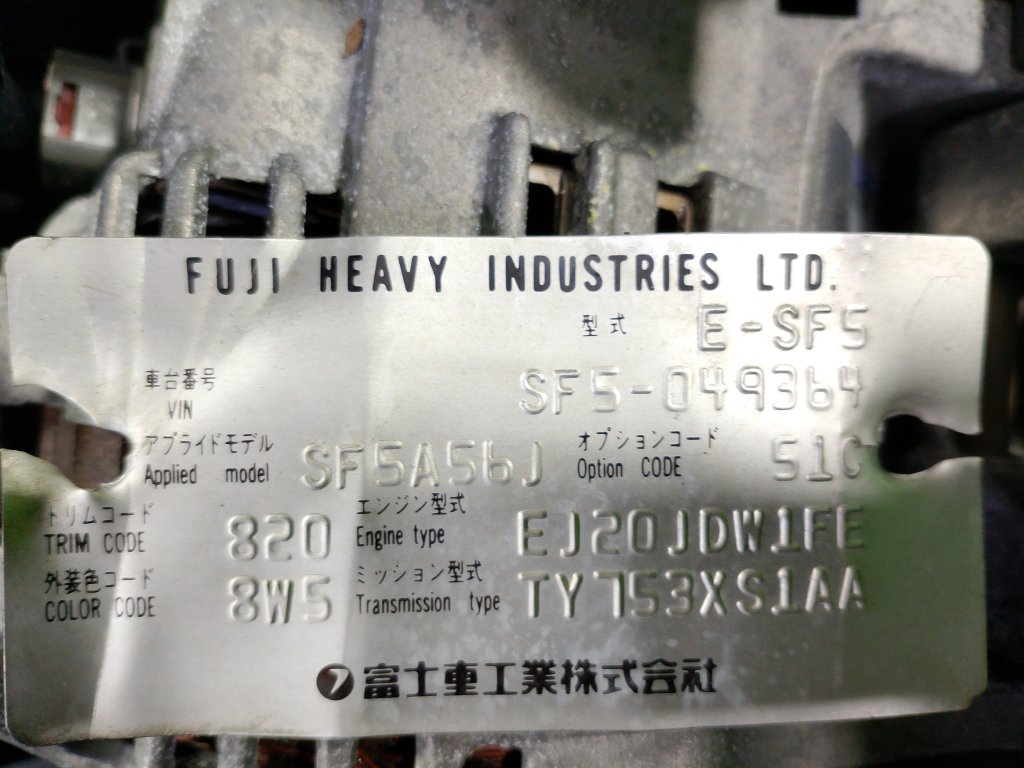 FUJI HEAVY INDUSTRIES LTD.
型式 E-SF5
車台番号
VIN SF5-049364
アプライドモデル オプションコード
Applied model SF5A56J Option CODE 51C
トリムコード エンジン型式
TRIM CODE 820 Engine type EJ20JDW1FE
外装色コード ミッション型式
COLOR CODE 8W5 Transmission type TY753XS1AA
富士重工業株式会社